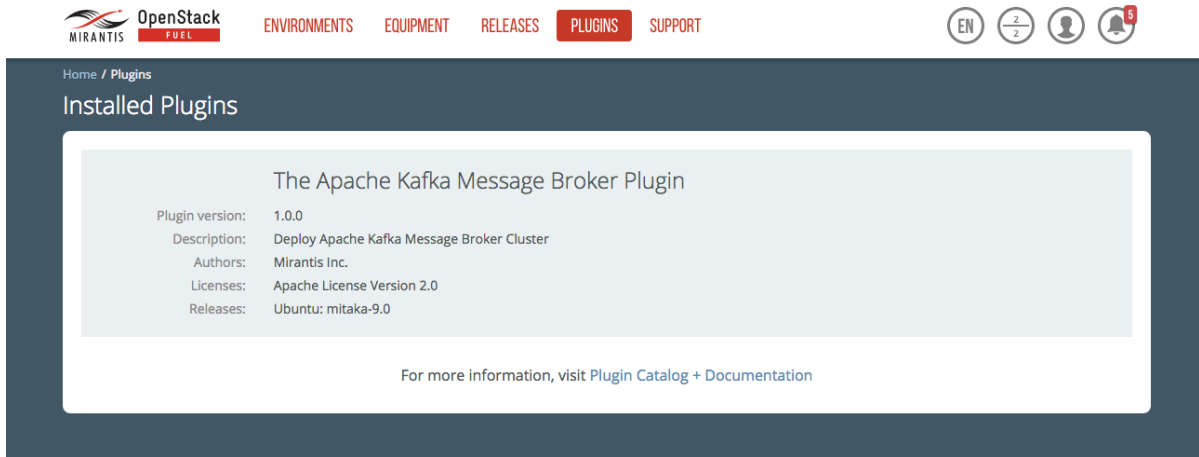 MIRANTIS
OpenStack
FUEL
ENVIRONMENTS EQUIPMENT RELEASES PLUGINS SUPPORT
EN
2
2
5
Home / Plugins
Installed Plugins
The Apache Kafka Message Broker Plugin
Plugin version: 1.0.0
Description: Deploy Apache Kafka Message Broker Cluster
Authors: Mirantis Inc.
Licenses: Apache License Version 2.0
Releases: Ubuntu: mitaka-9.0
For more information, visit Plugin Catalog + Documentation